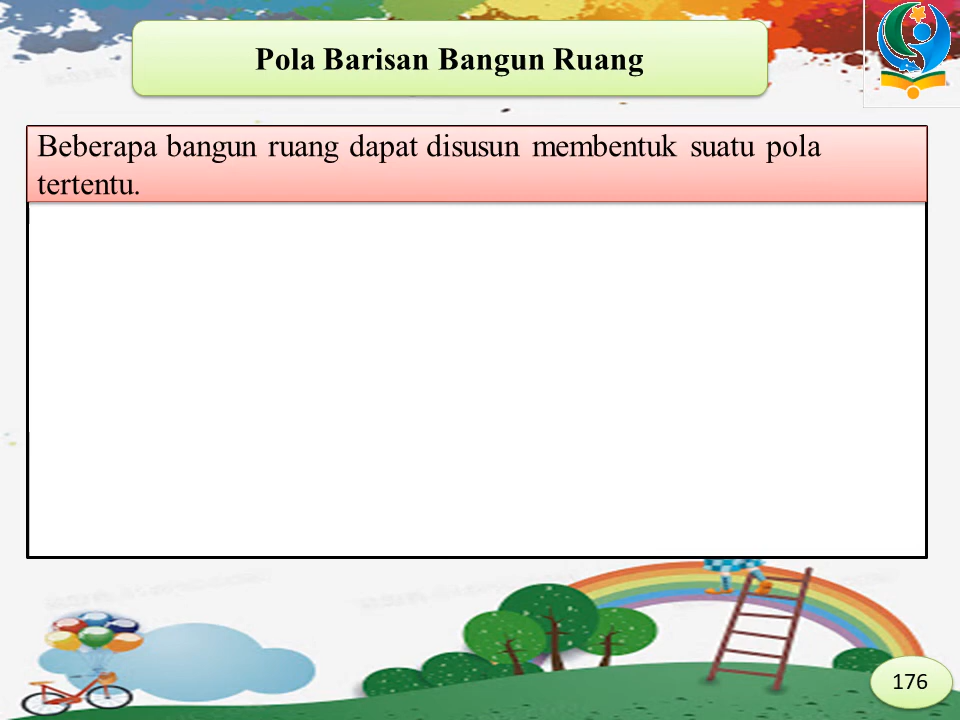 Pola Barisan Bangun Ruang
Beberapa bangun ruang dapat disusun membentuk suatu pola
tertentu.
176